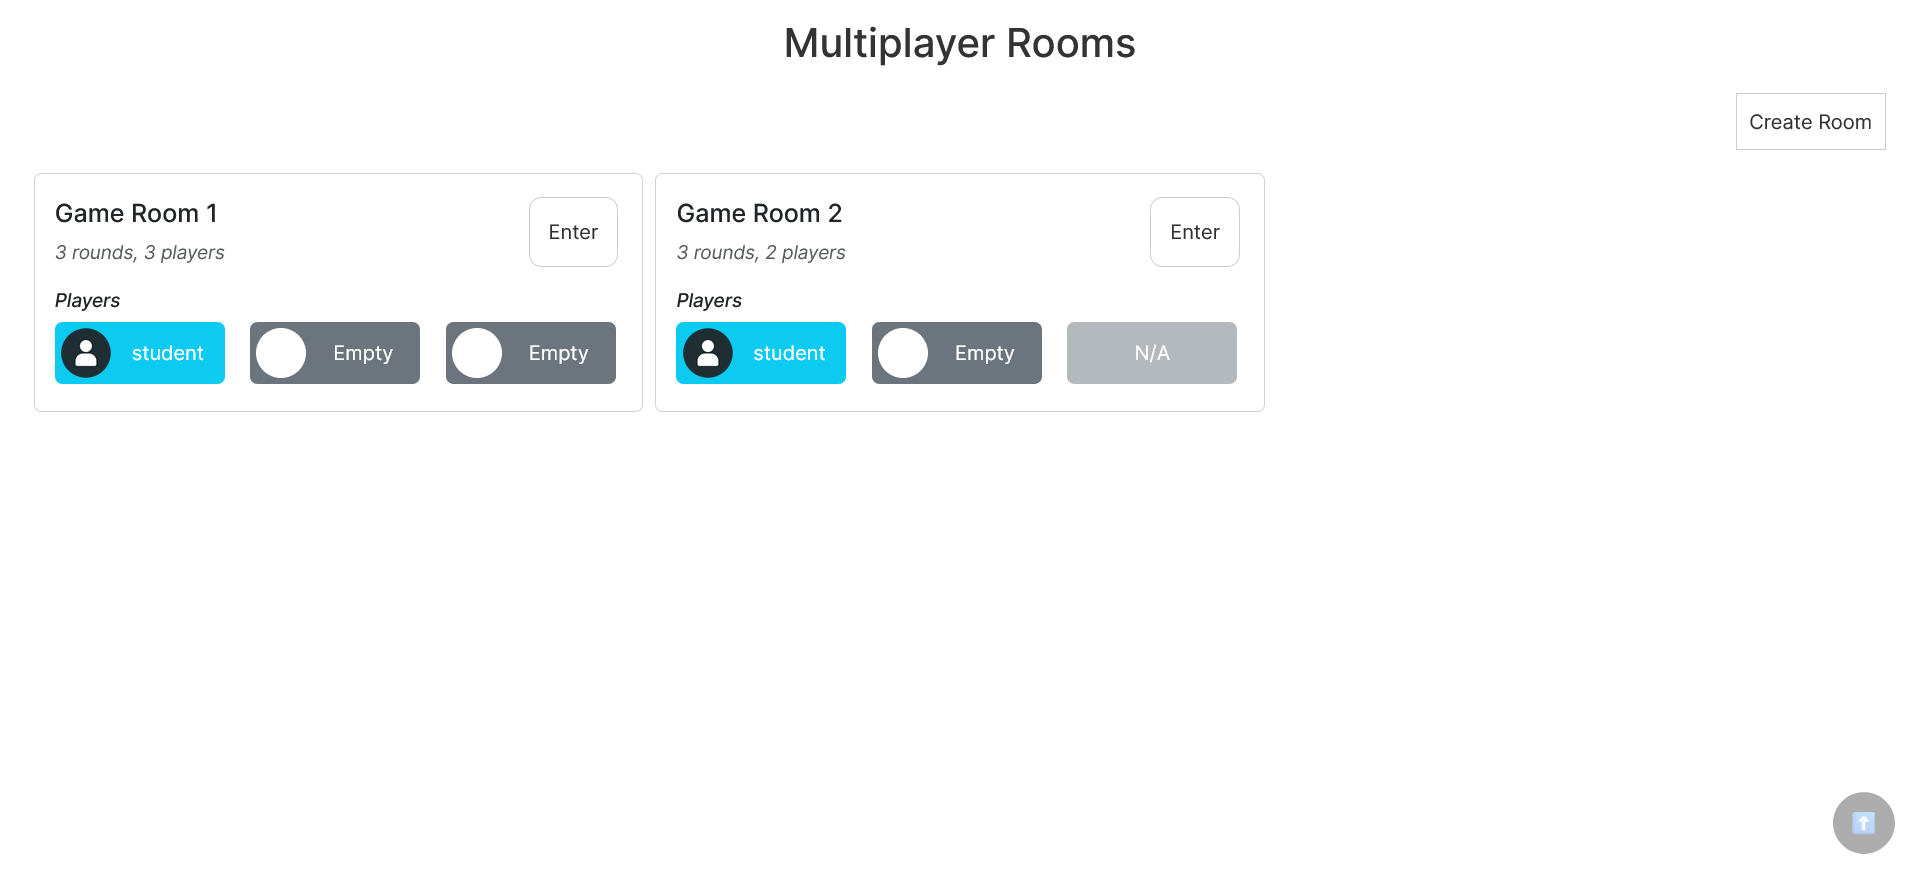 Multiplayer Rooms
Create Room
Game Room 1
Enter
3 rounds, 3 players
Players
student
Empty
Empty
Game Room 2
Enter
3 rounds, 2 players
Players
student
Empty
N/A